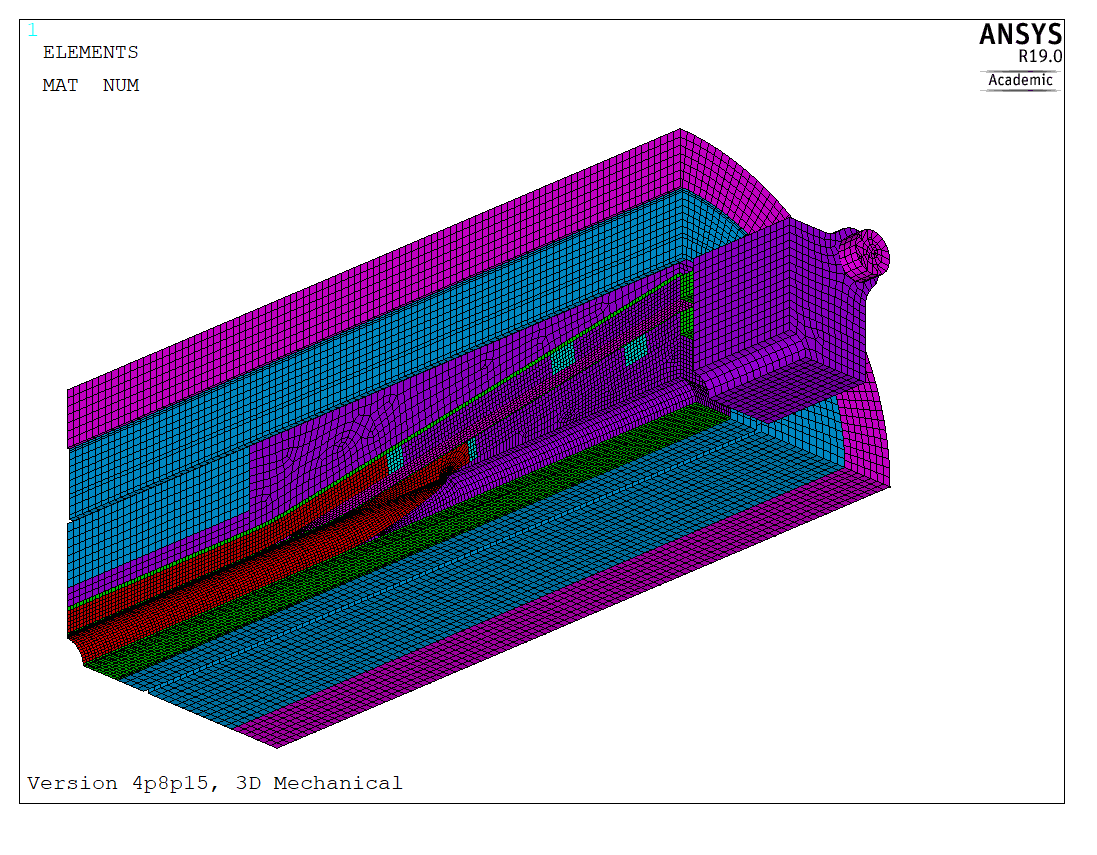 1
ELEMENTS
MAT NUM
ANSYS
R19.0
Academic
Version 4p8p15, 3D Mechanical